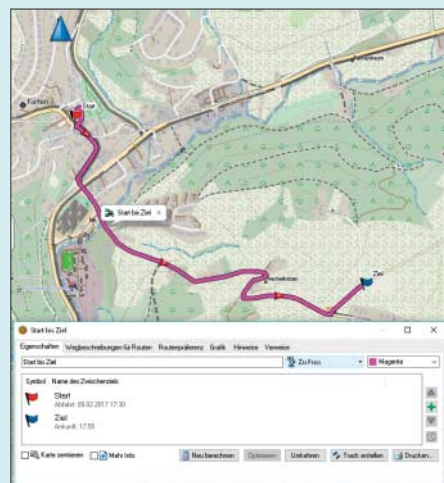 Kürten
Start
Start bis Ziel
Ziel
Start bis Ziel
Eigenschaften Wegbeschreibungen für Routen Routenpräferenz Grafik Hinweise Verweise
Start bis Ziel Zu Fuss Magenta
Symbol Name des Zwischenziels
Start
Abfahrt 09.02.2017 17:30
Ziel
Ankunft 17:55
Karte zentrieren Mehr Info Neu berechnen Optimieren Umkehren Track erstellen Drucken...